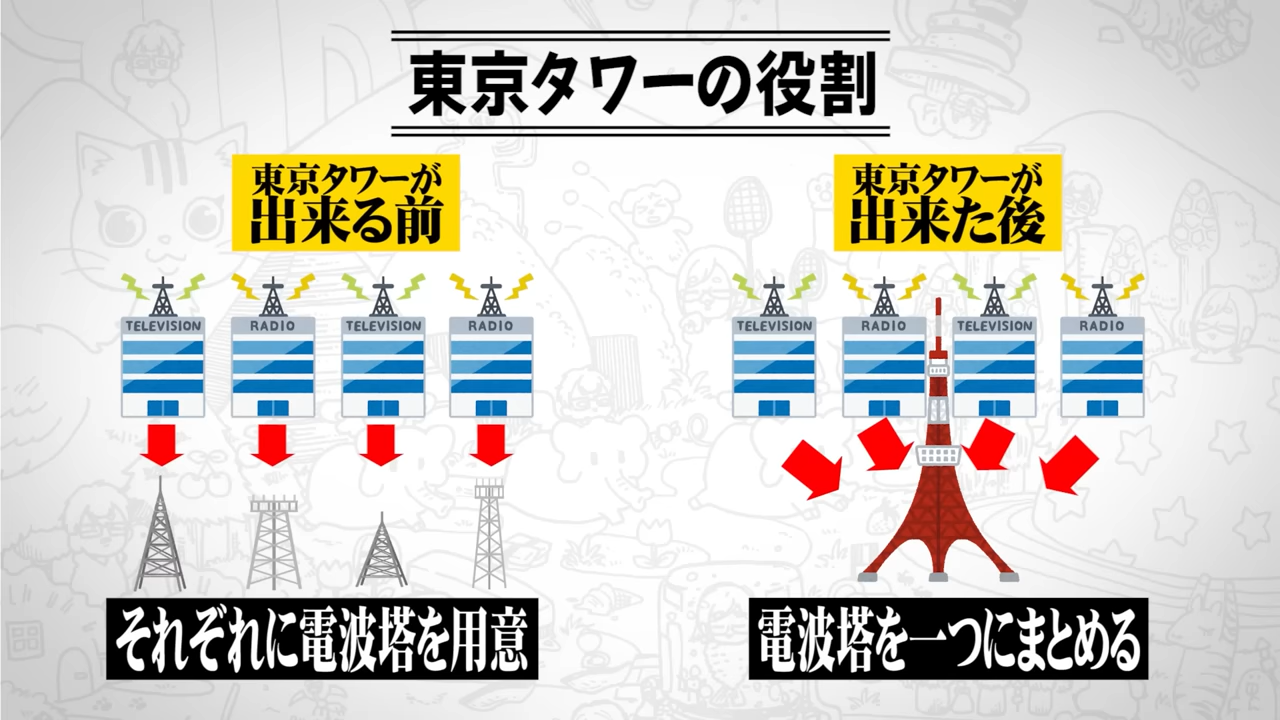 東京タワーの役割
東京タワーが
出来る前
東京タワーが
出来た後
TELEVISION
RADIO
TELEVISION
RADIO
TELEVISION
RADIO
TELEVISION
RADIO
それぞれに電波塔を用意
電波塔を一つにまとめる